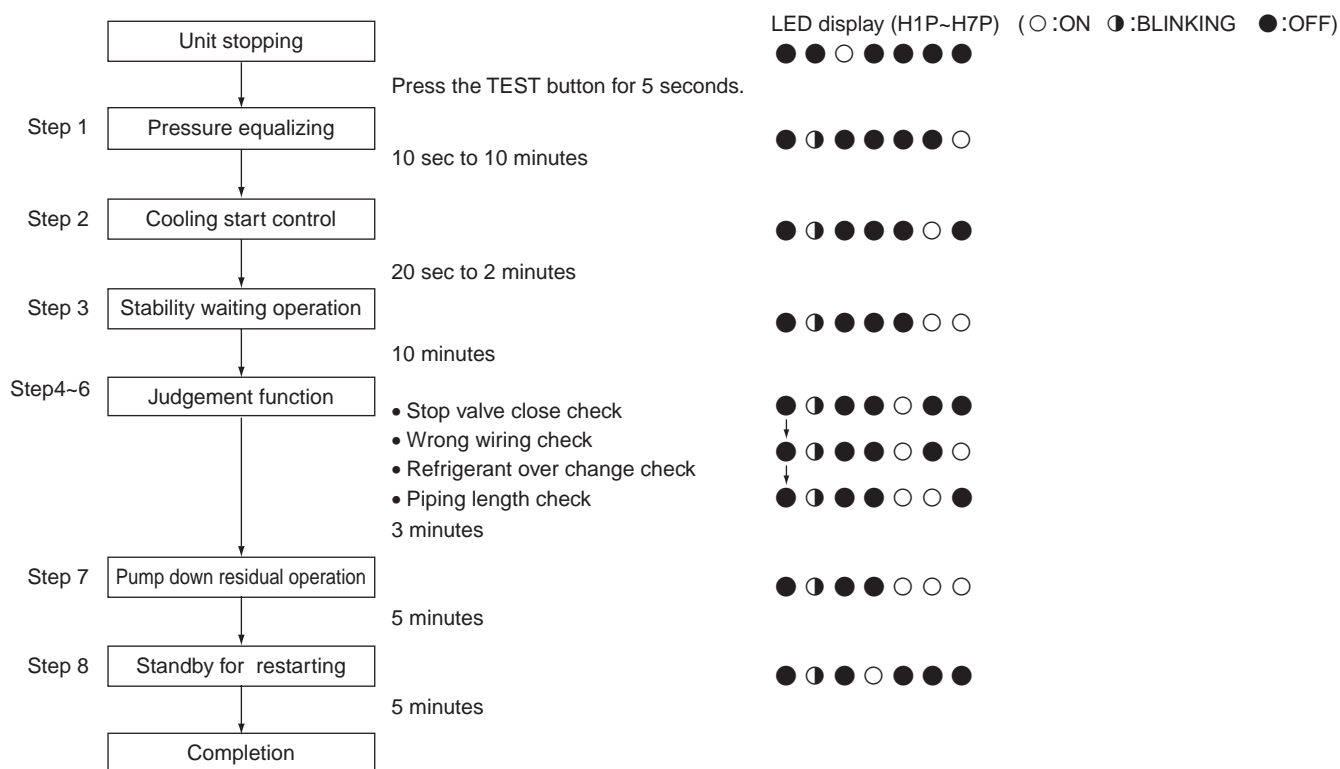 LED display (H1P~H7P) ( ○ :ON ◑ :BLINKING ● :OFF)
Unit stopping
● ● ○ ● ● ● ●
Press the TEST button for 5 seconds.
Step 1 Pressure equalizing
● ◑ ● ● ● ● ○
10 sec to 10 minutes
Step 2 Cooling start control
● ◑ ● ● ● ○ ●
20 sec to 2 minutes
Step 3 Stability waiting operation
● ◑ ● ● ● ○ ○
10 minutes
Step4~6 Judgement function
• Stop valve close check
● ◑ ● ● ○ ● ●
• Wrong wiring check
● ◑ ● ● ○ ● ○
• Refrigerant over change check
• Piping length check
● ◑ ● ● ○ ○ ●
3 minutes
Step 7 Pump down residual operation
● ◑ ● ● ○ ○ ○
5 minutes
Step 8 Standby for restarting
● ◑ ● ○ ● ● ●
5 minutes
Completion